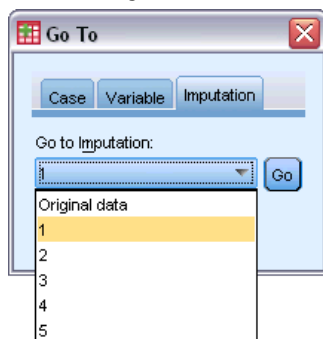 Go To
Case Variable Imputation
Go to Imputation:
1 Go
Original data
1
2
3
4
5